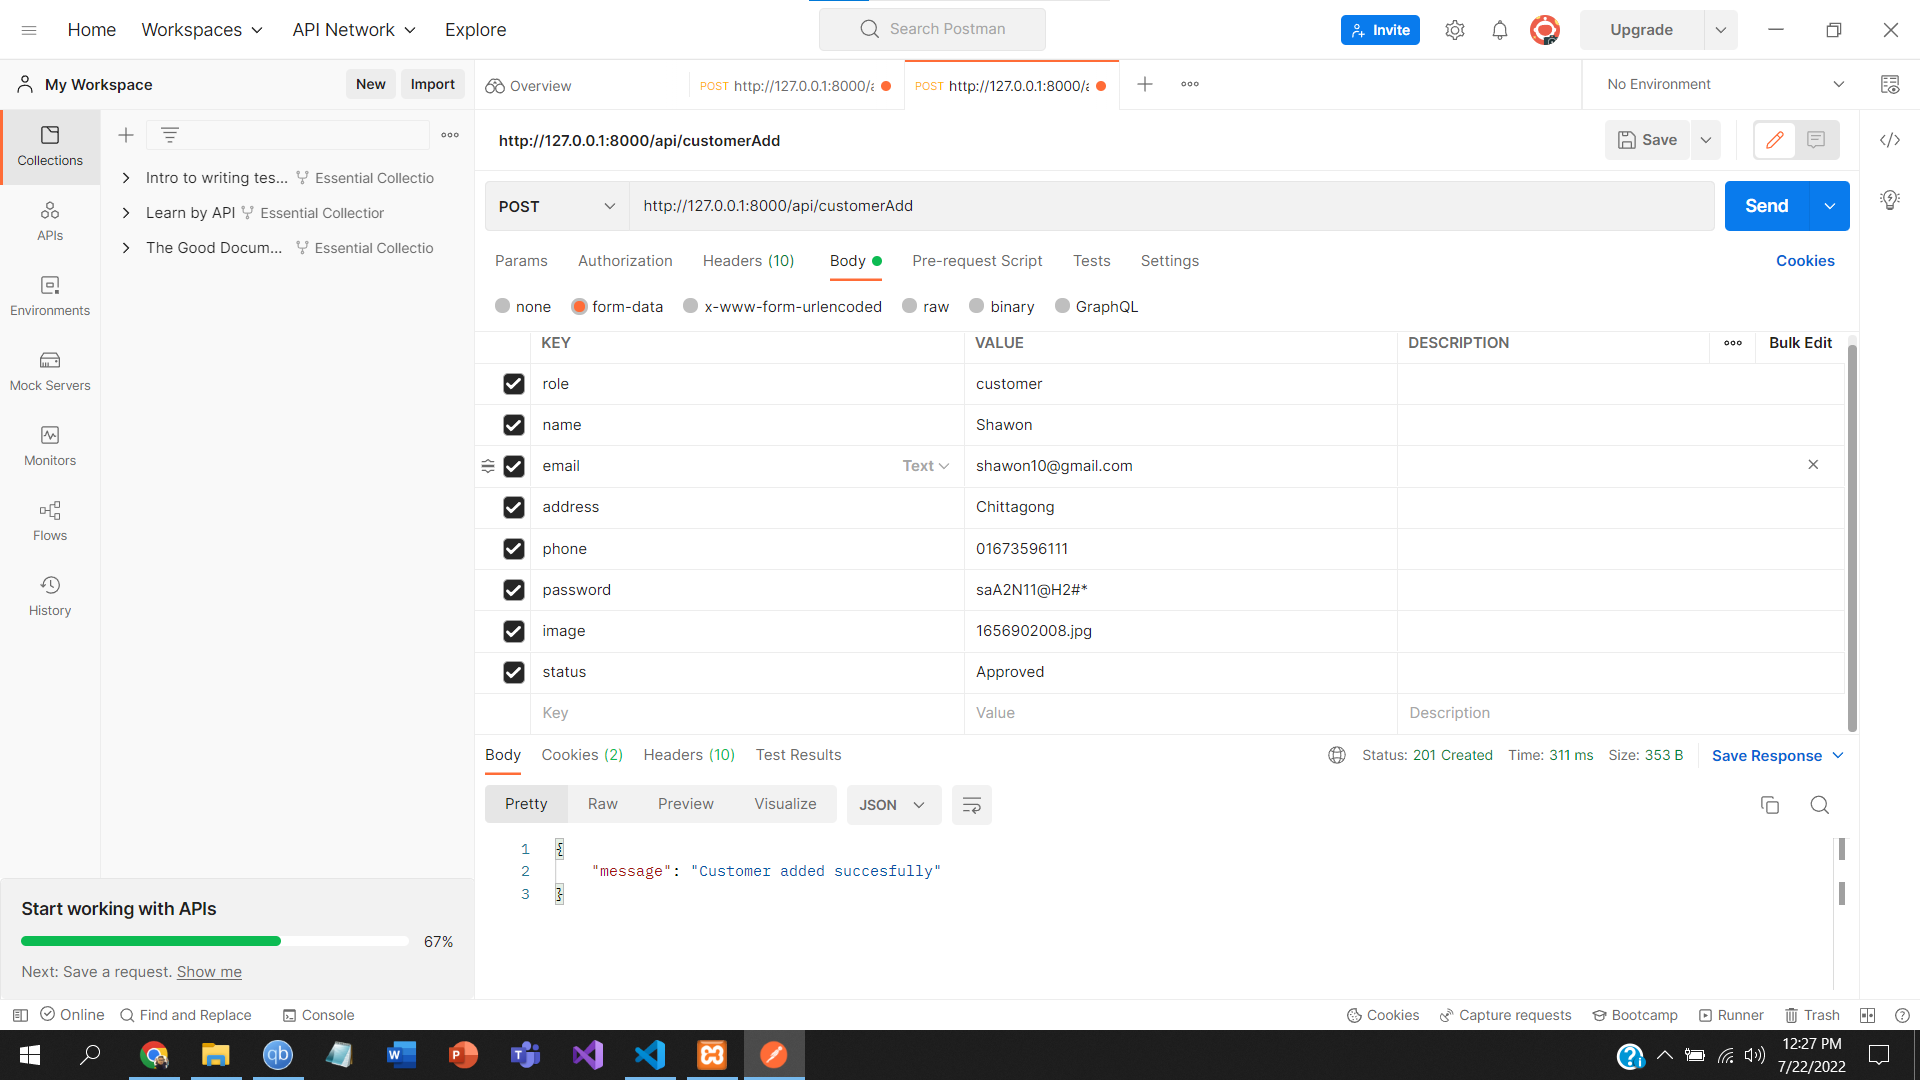 Home Workspaces API Network Explore Search Postman Invite Upgrade
My Workspace New Import Overview POST http://127.0.0.1:8000/a POST http://127.0.0.1:8000/a No Environment
Collections
APIs
Environments
Mock Servers
Monitors
Flows
History
Intro to writing tes... Essential Collectio
Learn by API Essential Collection
The Good Docum... Essential Collectio
http://127.0.0.1:8000/api/customerAdd Save
POST http://127.0.0.1:8000/api/customerAdd Send
Params Authorization Headers (10) Body Pre-request Script Tests Settings Cookies
none form-data x-www-form-urlencoded raw binary GraphQL
KEY VALUE DESCRIPTION Bulk Edit
role customer
name Shawon
email Text shawon10@gmail.com
address Chittagong
phone 01673596111
password saA2N11@H2#*
image 1656902008.jpg
status Approved
Key Value Description
Body Cookies (2) Headers (10) Test Results Status: 201 Created Time: 311 ms Size: 353 B Save Response
Pretty Raw Preview Visualize JSON
1 {
2 "message": "Customer added succesfully"
3 }
Start working with APIs
67%
Next: Save a request. Show me
Online Find and Replace Console Cookies Capture requests Bootcamp Runner Trash
12:27 PM
7/22/2022